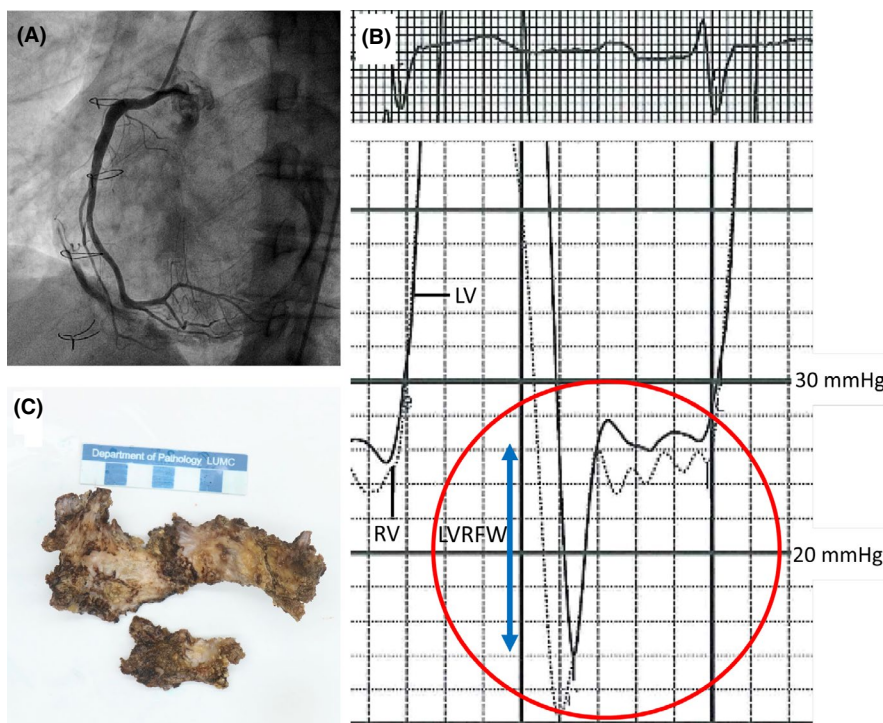 (A)
(B)
LV
30 mmHg
(C)
Department of Pathology LUMC
RV
LVRFW
20 mmHg